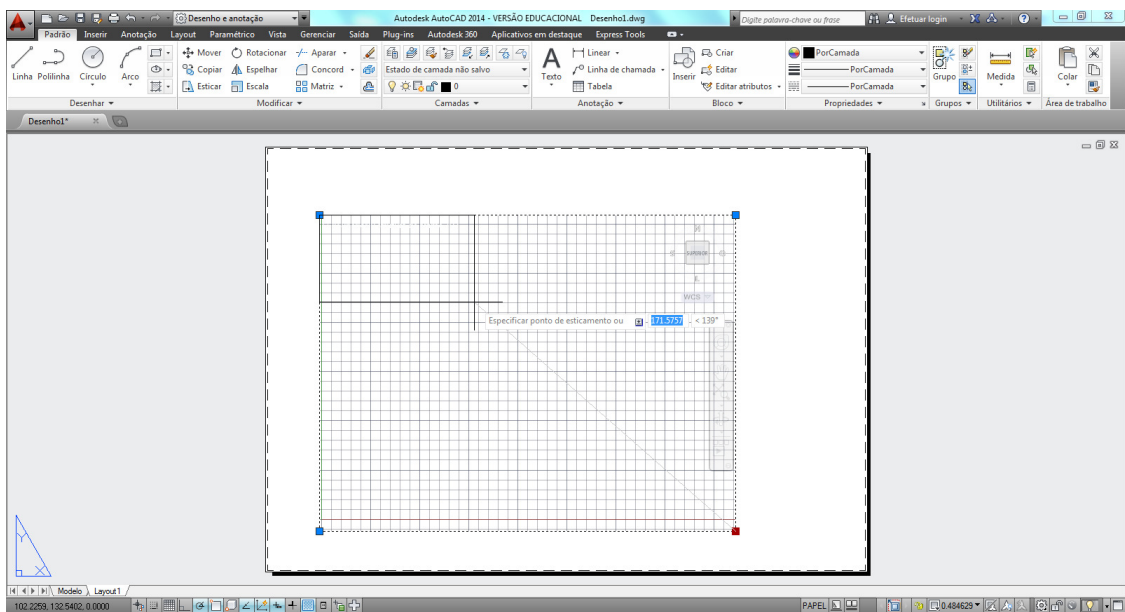 Desenho e anotação
Autodesk AutoCAD 2014 - VERSÃO EDUCACIONAL Desenho1.dwg
Digite palavra-chave ou frase
Efetuar login
Padrão Inserir Anotação Layout Paramétrico Vista Gerenciar Saída Plug-ins Autodesk 360 Aplicativos em destaque Express Tools
Mover Rotacionar Aparar
Linear
Criar
PorCamada
Copiar Espelhar Concord
Estado de camada não salvo
Linha de chamada
Editar
PorCamada
Linha Polilinha Círculo Arco
Texto
Inserir
Grupo
Medida
Colar
Esticar Escala Matriz
0
Tabela
Editar atributos
PorCamada
Desenhar Modificar Camadas Anotação Bloco Propriedades Grupos Utilitários Área de trabalho
Desenho1*
SUPERIOR
WCS
Especificar ponto de esticamento ou 171.5757 < 139°
Y
X
Modelo Layout1
102.2259, 132.5402, 0.0000
PAPEL
0.484629